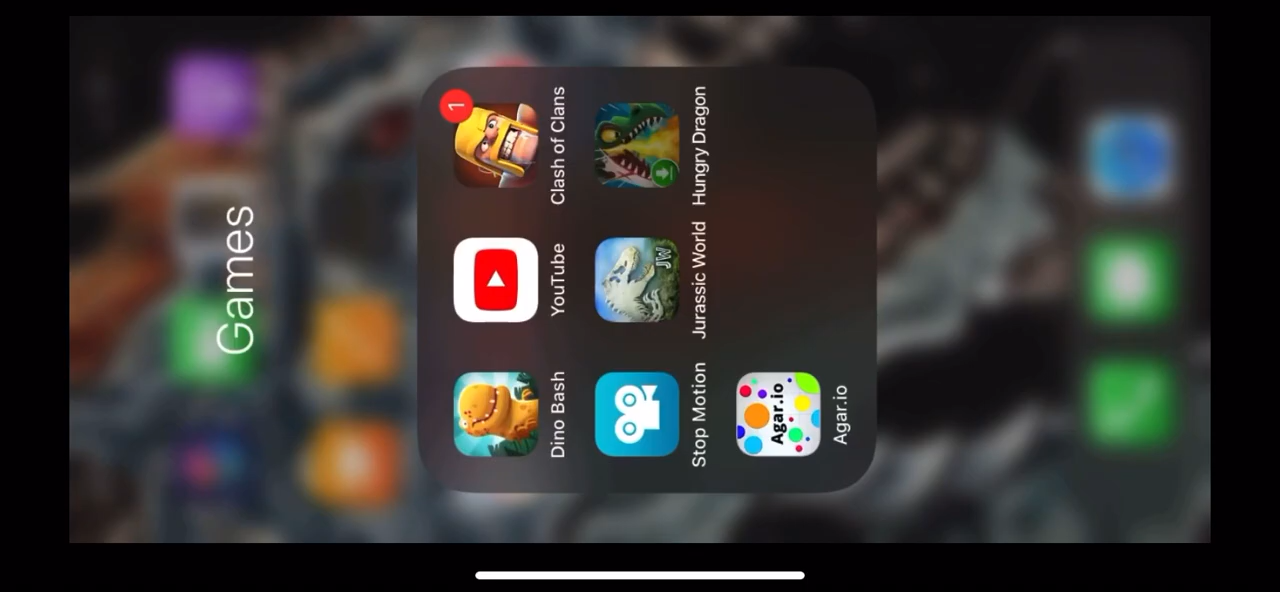 Games
Dino Bash
YouTube
1
Clash of Clans
Stop Motion
JW
Jurassic World
Hungry Dragon
Agar.io
Agar.io